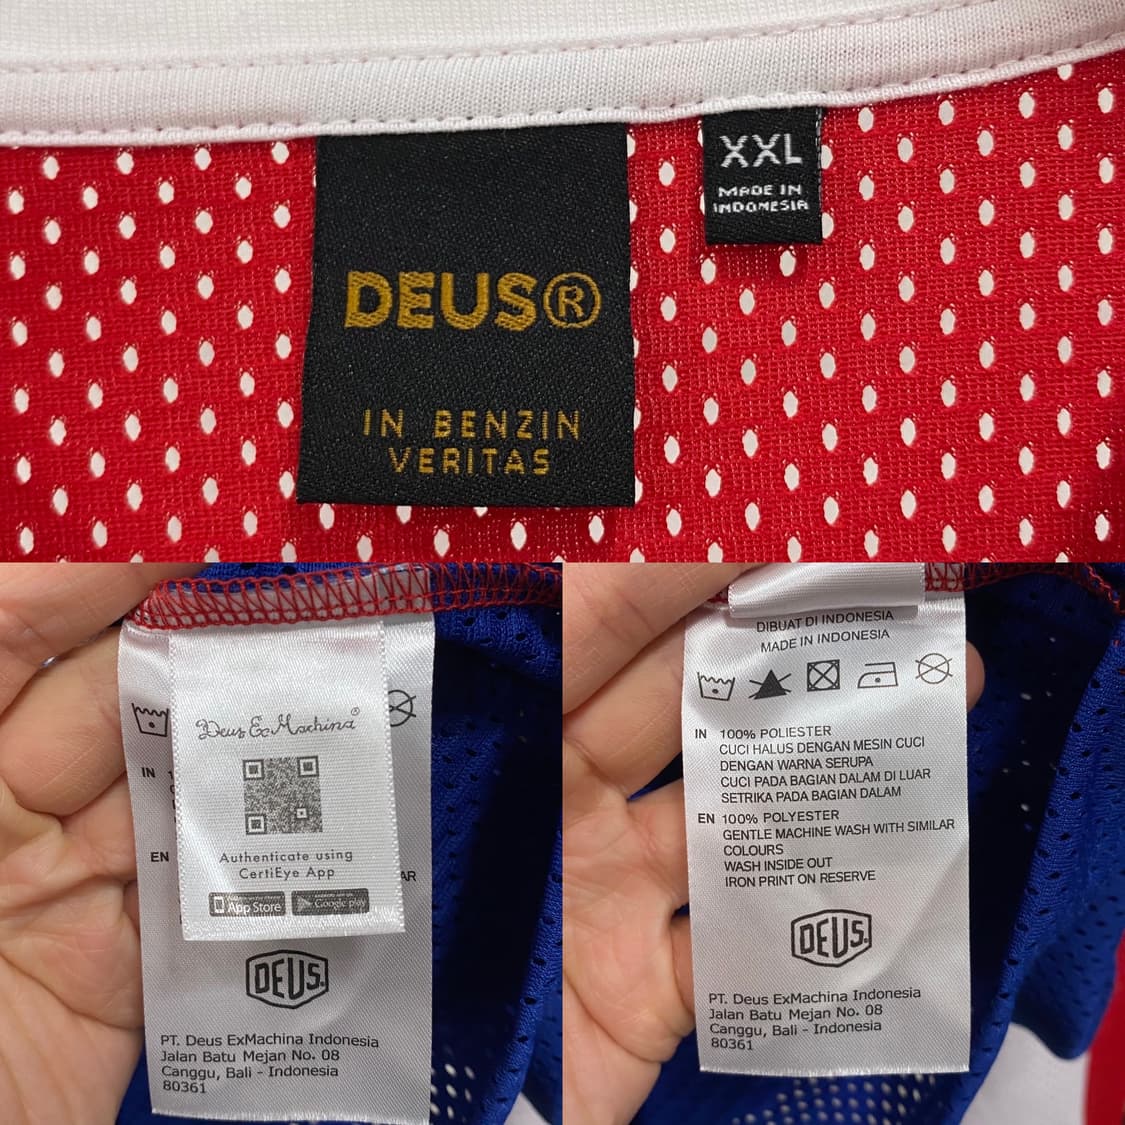 DEUS®
IN BENZIN
VERITAS
XXL
MADE IN
INDONESIA
Deus Ex Machina®
Authenticate using
CertiEye App
App Store
Google play
IN
EN
AR
DEUS.
PT. Deus ExMachina Indonesia
Jalan Batu Mejan No. 08
Canggu, Bali - Indonesia
80361
DIBUAT DI INDONESIA
MADE IN INDONESIA
IN 100% POLIESTER
CUCI HALUS DENGAN MESIN CUCI
DENGAN WARNA SERUPA
CUCI PADA BAGIAN DALAM DI LUAR
SETRIKA PADA BAGIAN DALAM
EN 100% POLYESTER
GENTLE MACHINE WASH WITH SIMILAR
COLOURS
WASH INSIDE OUT
IRON PRINT ON RESERVE
DEUS.
PT. Deus ExMachina Indonesia
Jalan Batu Mejan No. 08
Canggu, Bali - Indonesia
80361